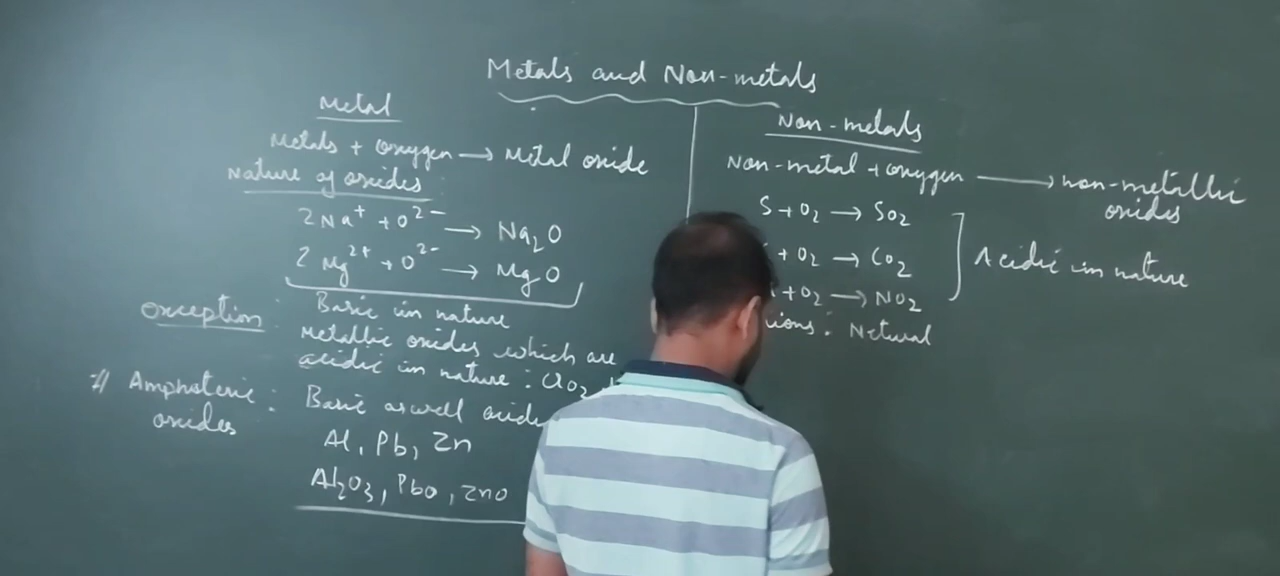 Metals and Non-metals
Metal
Metals + oxygen → Metal oxide
Nature of oxides
2Na⁺ + O²⁻ → Na₂O
2Mg²⁺ + O²⁻ → MgO
Basic in nature
exception:
Metallic oxides which are
acidic in nature:
Amphoteric oxides: Basic as well
Al, Pb, Zn
Al₂O₃, Pbo, Zno
Non-metals
Non-metal + oxygen → non-metallic
oxides
S + O₂ → SO₂
+ O₂ → CO₂
+ O₂ → NO₂
Acidic in nature